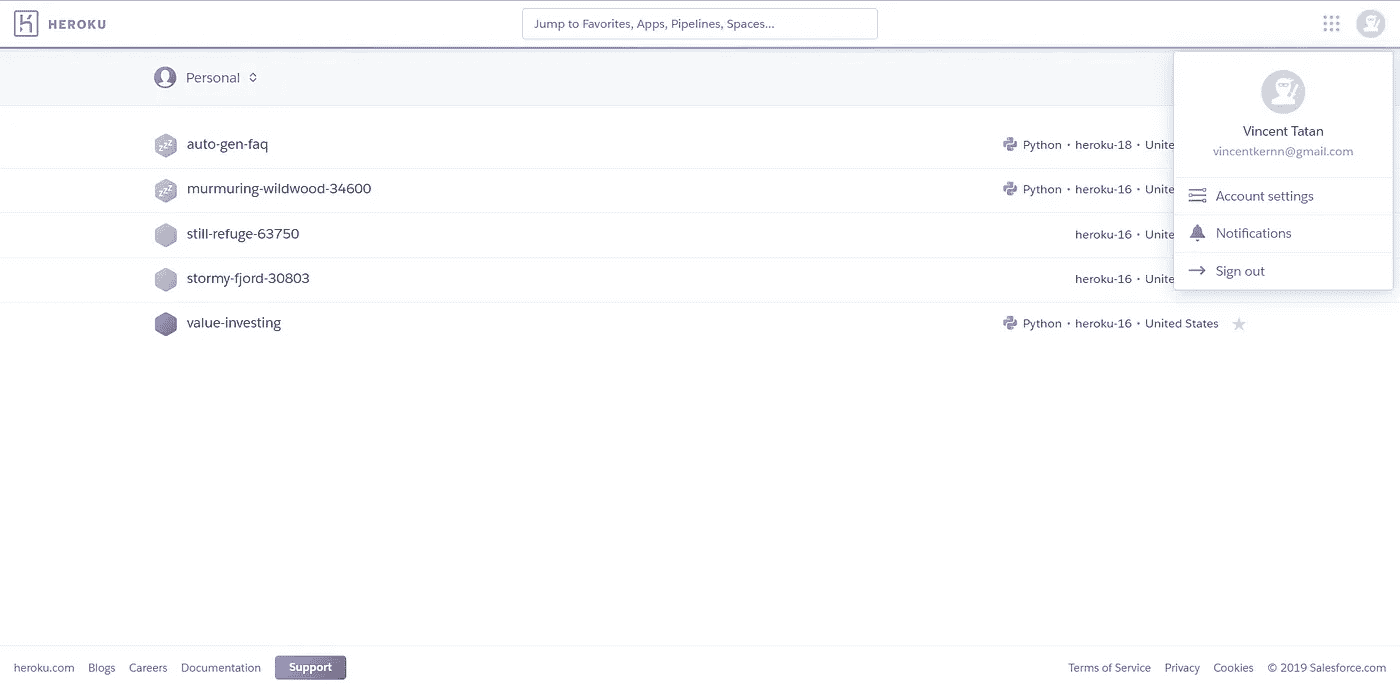 HEROKU
Jump to Favorites, Apps, Pipelines, Spaces...
Personal
Vincent Tatan
vincentkernn@gmail.com
Account settings
Notifications
Sign out
auto-gen-faq Python • heroku-18 • Unite
murmuring-wildwood-34600 Python • heroku-16 • Unite
still-refuge-63750 heroku-16 • Unite
stormy-fjord-30803 heroku-16 • Unite
value-investing Python • heroku-16 • United States
heroku.com Blogs Careers Documentation Support Terms of Service Privacy Cookies © 2019 Salesforce.com